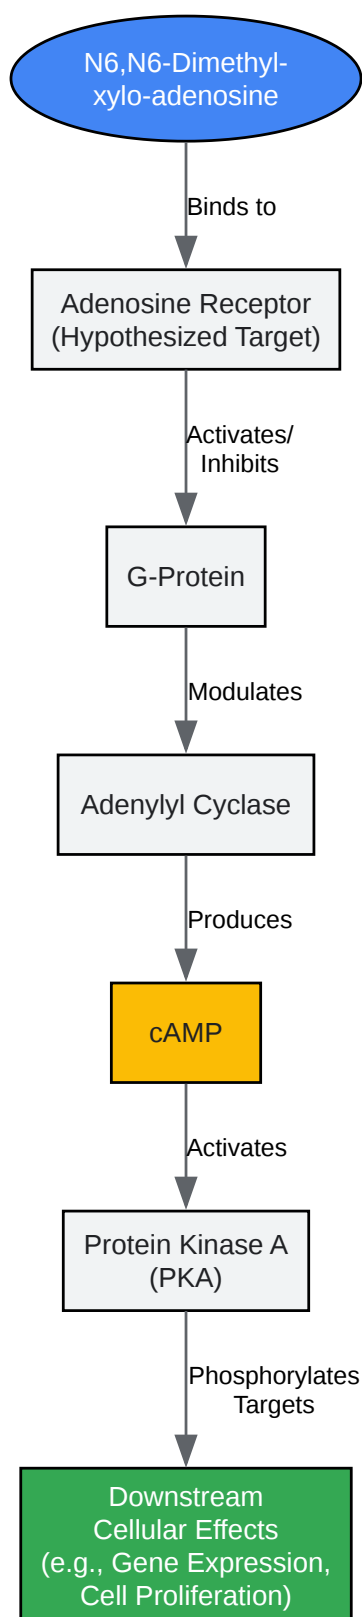 N6,N6-Dimethyl-
xylo-adenosine
Binds to
Adenosine Receptor
(Hypothesized Target)
Activates/
Inhibits
G-Protein
Modulates
Adenylyl Cyclase
Produces
cAMP
Activates
Protein Kinase A
(PKA)
Phosphorylates
Targets
Downstream
Cellular Effects
(e.g., Gene Expression,
Cell Proliferation)